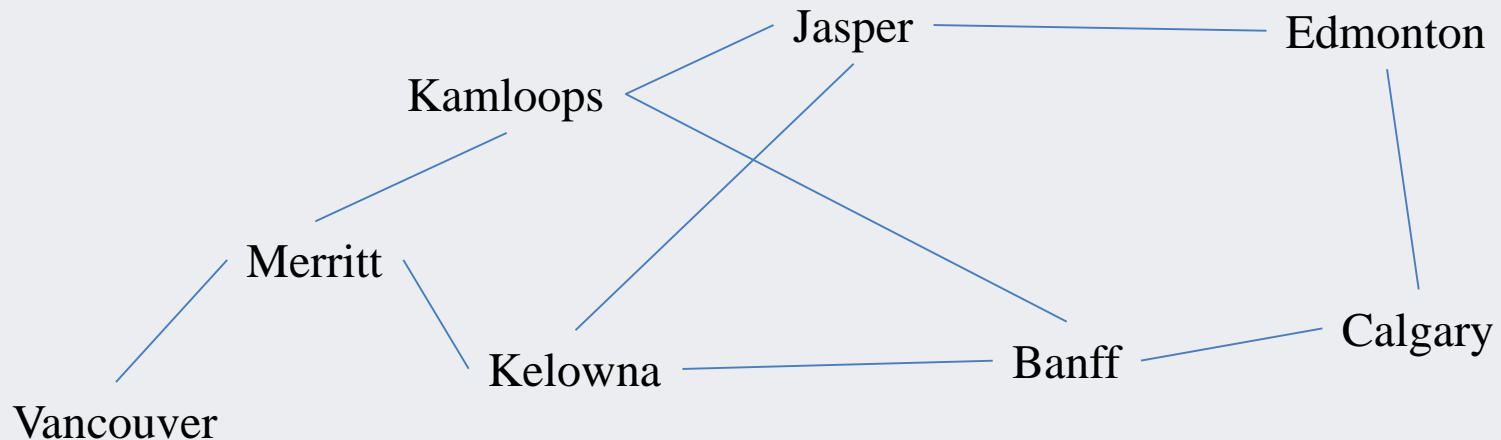 Jasper
Edmonton
Kamloops
Merritt
Calgary
Kelowna
Banff
Vancouver